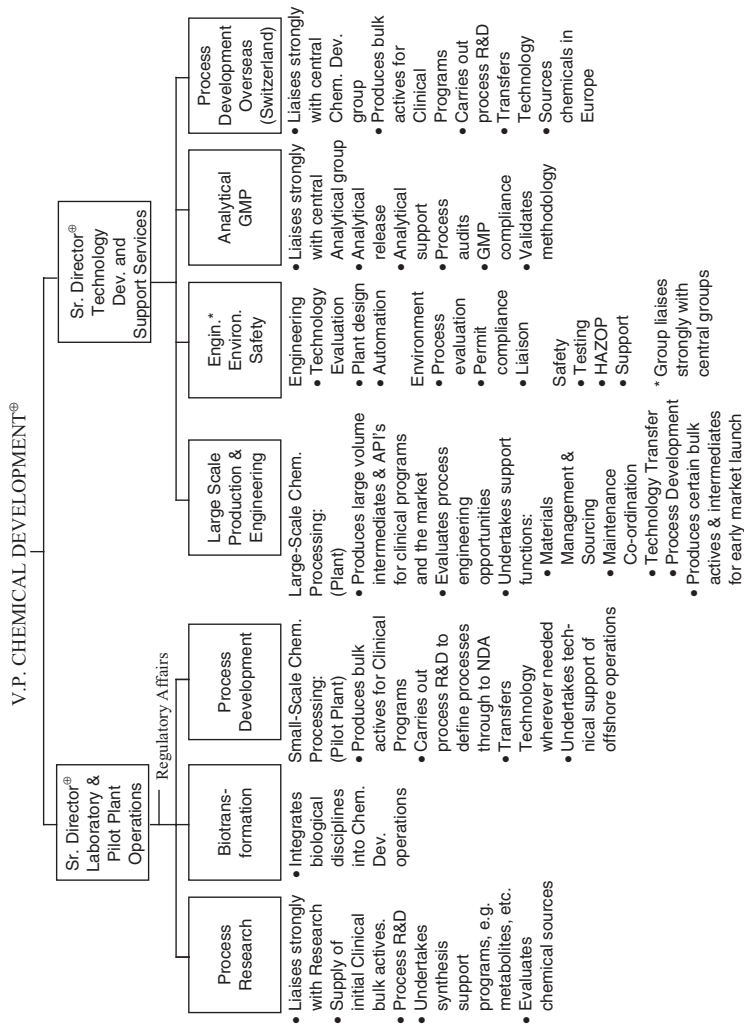 V.P. CHEMICAL DEVELOPMENT⊕
Sr. Director⊕
Laboratory &
Pilot Plant
Operations
Regulatory Affairs
Process
Research
• Liaises strongly
with Research
• Supply of
initial Clinical
bulk actives.
• Process R&D
• Undertakes
synthesis
support
programs, e.g.
metabolites, etc.
• Evaluates
chemical sources
Biotrans-
formation
• Integrates
biological
disciplines
into Chem.
Dev.
operations
Process
Development
Small-Scale Chem.
Processing:
(Pilot Plant)
• Produces bulk
actives for Clinical
Programs
• Carries out
process R&D to
define processes
through to NDA
• Transfers
Technology
wherever needed
• Undertakes tech-
nical support of
offshore operations
Sr. Director⊕
Technology
Dev. and
Support Services
Large Scale
Production &
Engineering
Large-Scale Chem.
Processing:
(Plant)
• Produces large volume
intermediates & API's
for clinical programs
and the market
• Evaluates process
engineering
opportunities
• Undertakes support
functions:
• Materials
Management &
Sourcing
• Maintenance
Co-ordination
• Technology Transfer
• Process Development
• Produces certain bulk
actives & intermediates
for early market launch
Engin.*
Environ.
Safety
Engineering
• Technology
Evaluation
• Plant design
• Automation
Environment
• Process
evaluation
• Permit
compliance
• Liaison
Safety
• Testing
• HAZOP
• Support
* Group liaises
strongly with
central groups
Analytical
GMP
• Liaises strongly
with central
Analytical group
• Analytical
release
• Analytical
support
• Process
audits
• GMP
compliance
• Validates
methodology
Process
Development
Overseas
(Switzerland)
• Liaises strongly
with central
Chem. Dev.
group
• Produces bulk
actives for
Clinical
Programs
• Carries out
process R&D
• Transfers
Technology
• Sources
chemicals in
Europe